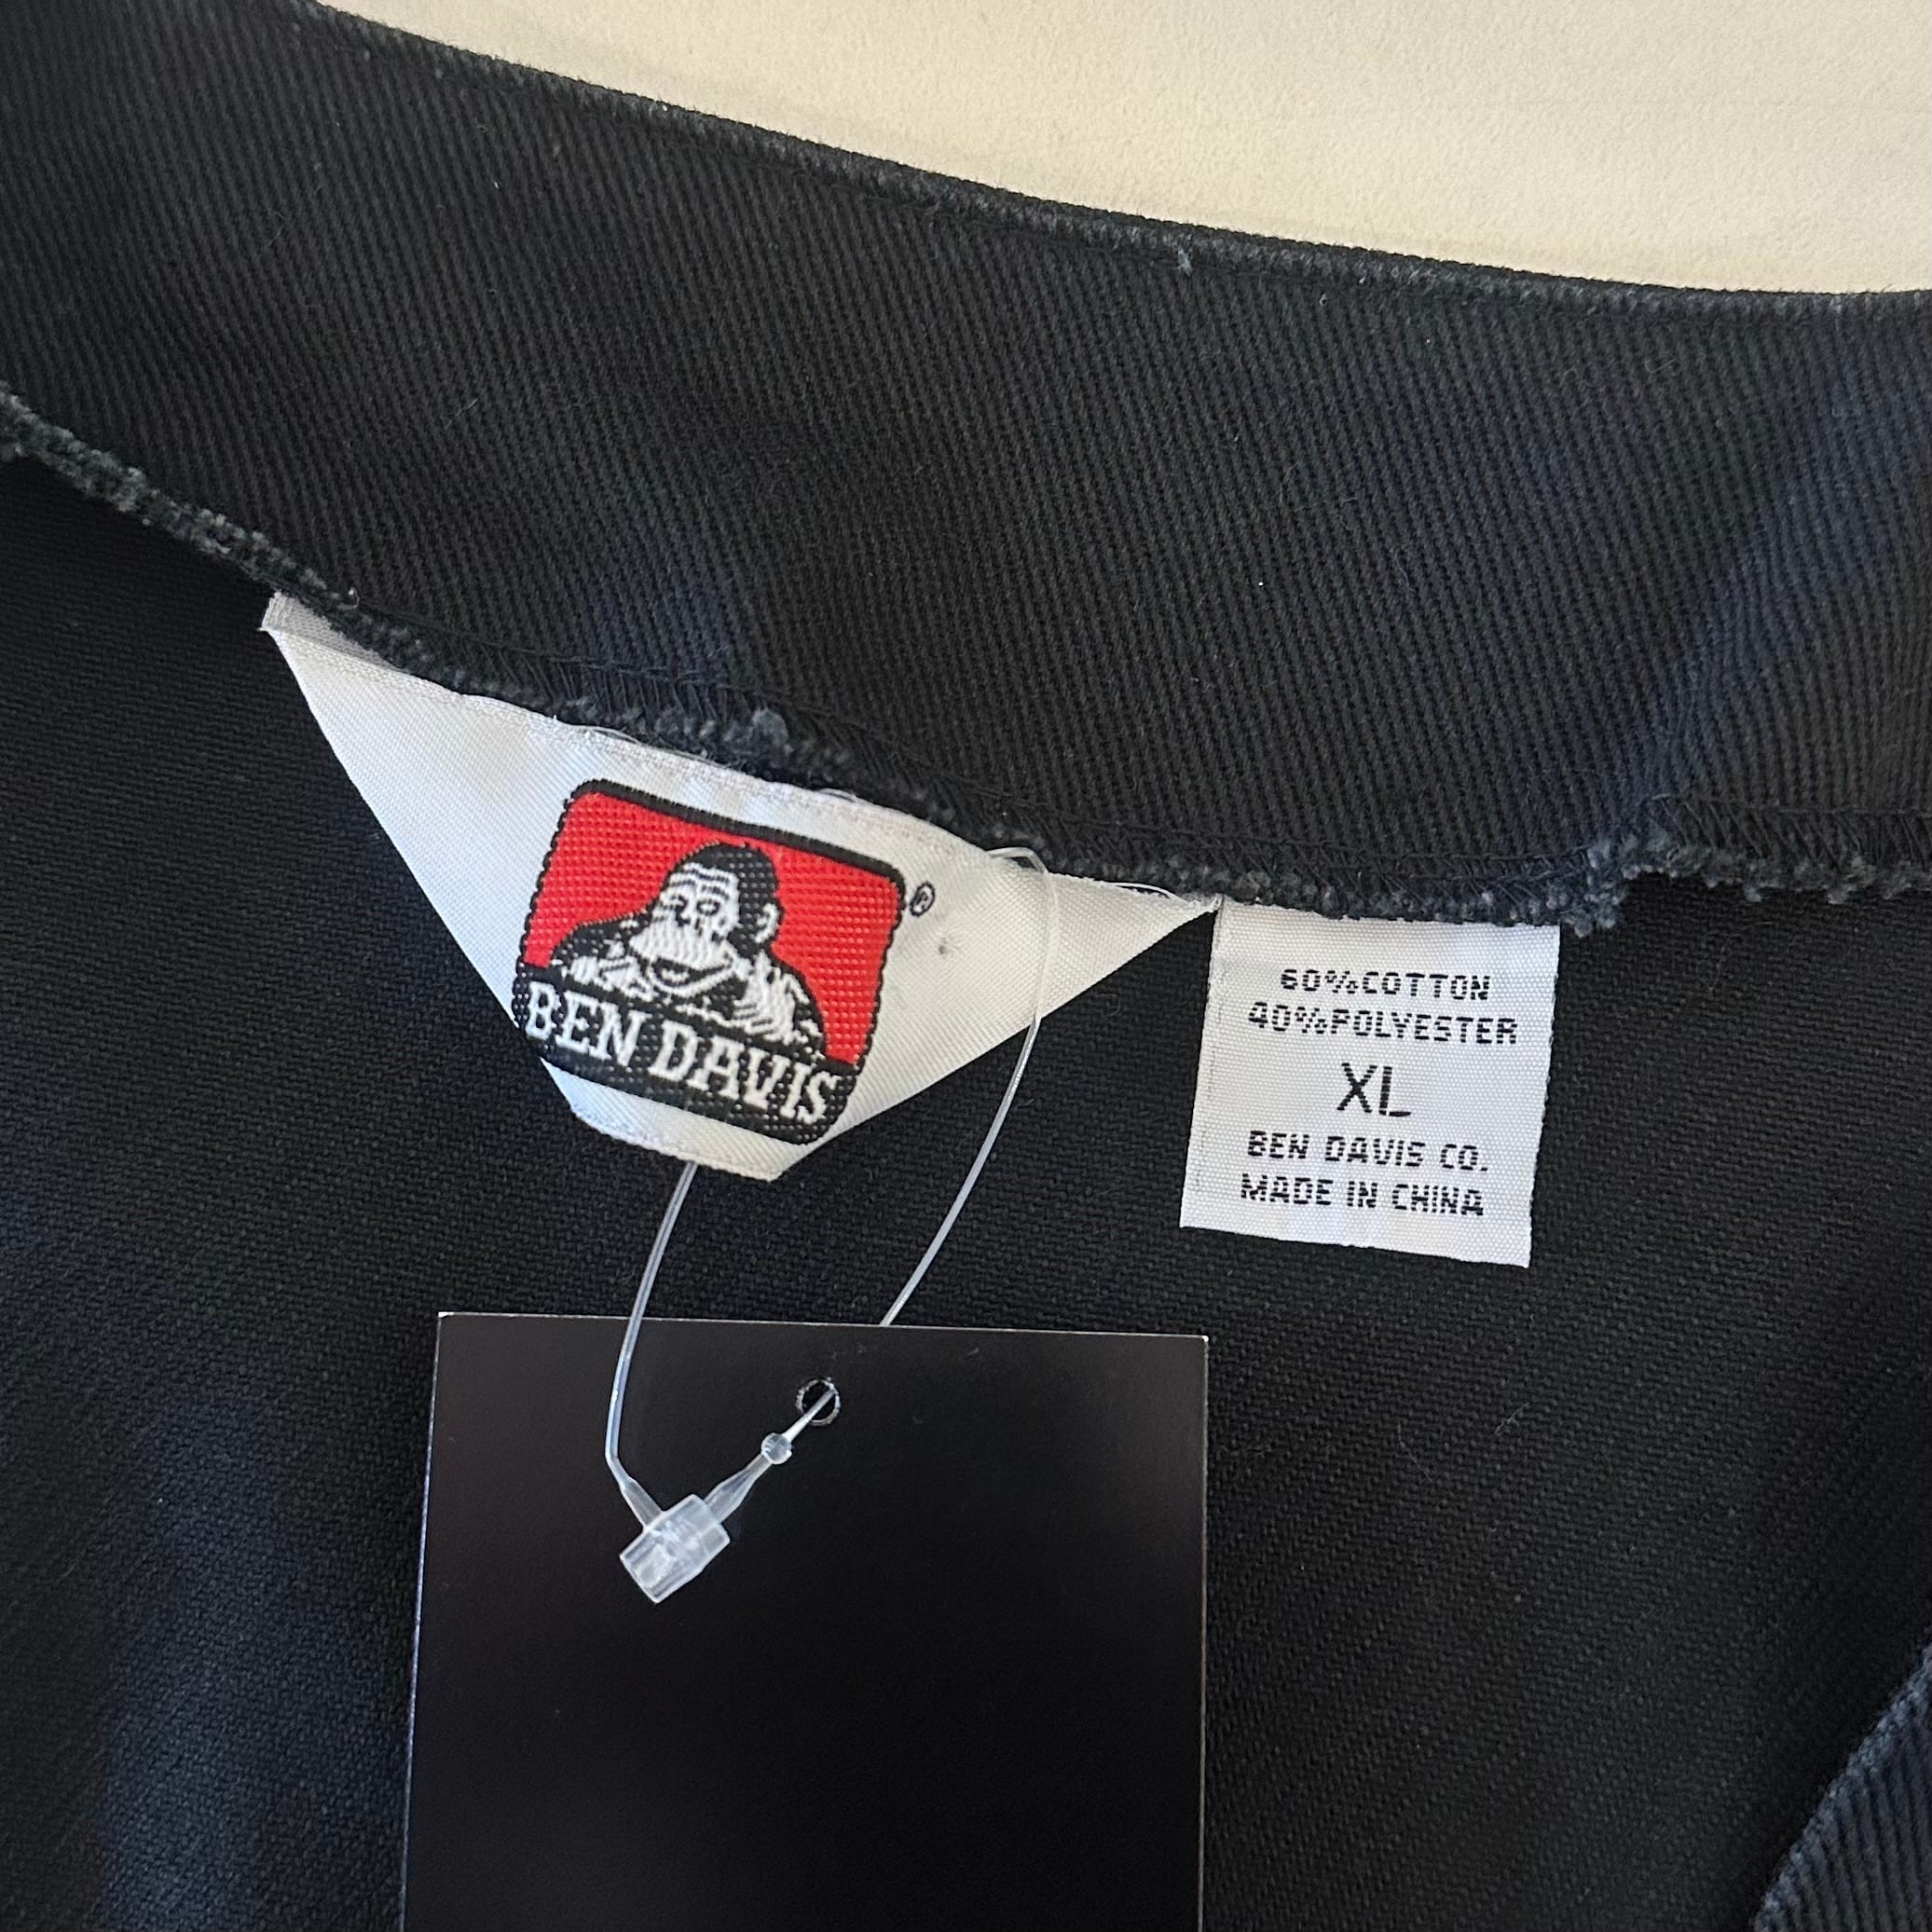 BEN DAVIS
®
60%COTTON
40%POLYESTER
XL
BEN DAVIS CO.
MADE IN CHINA